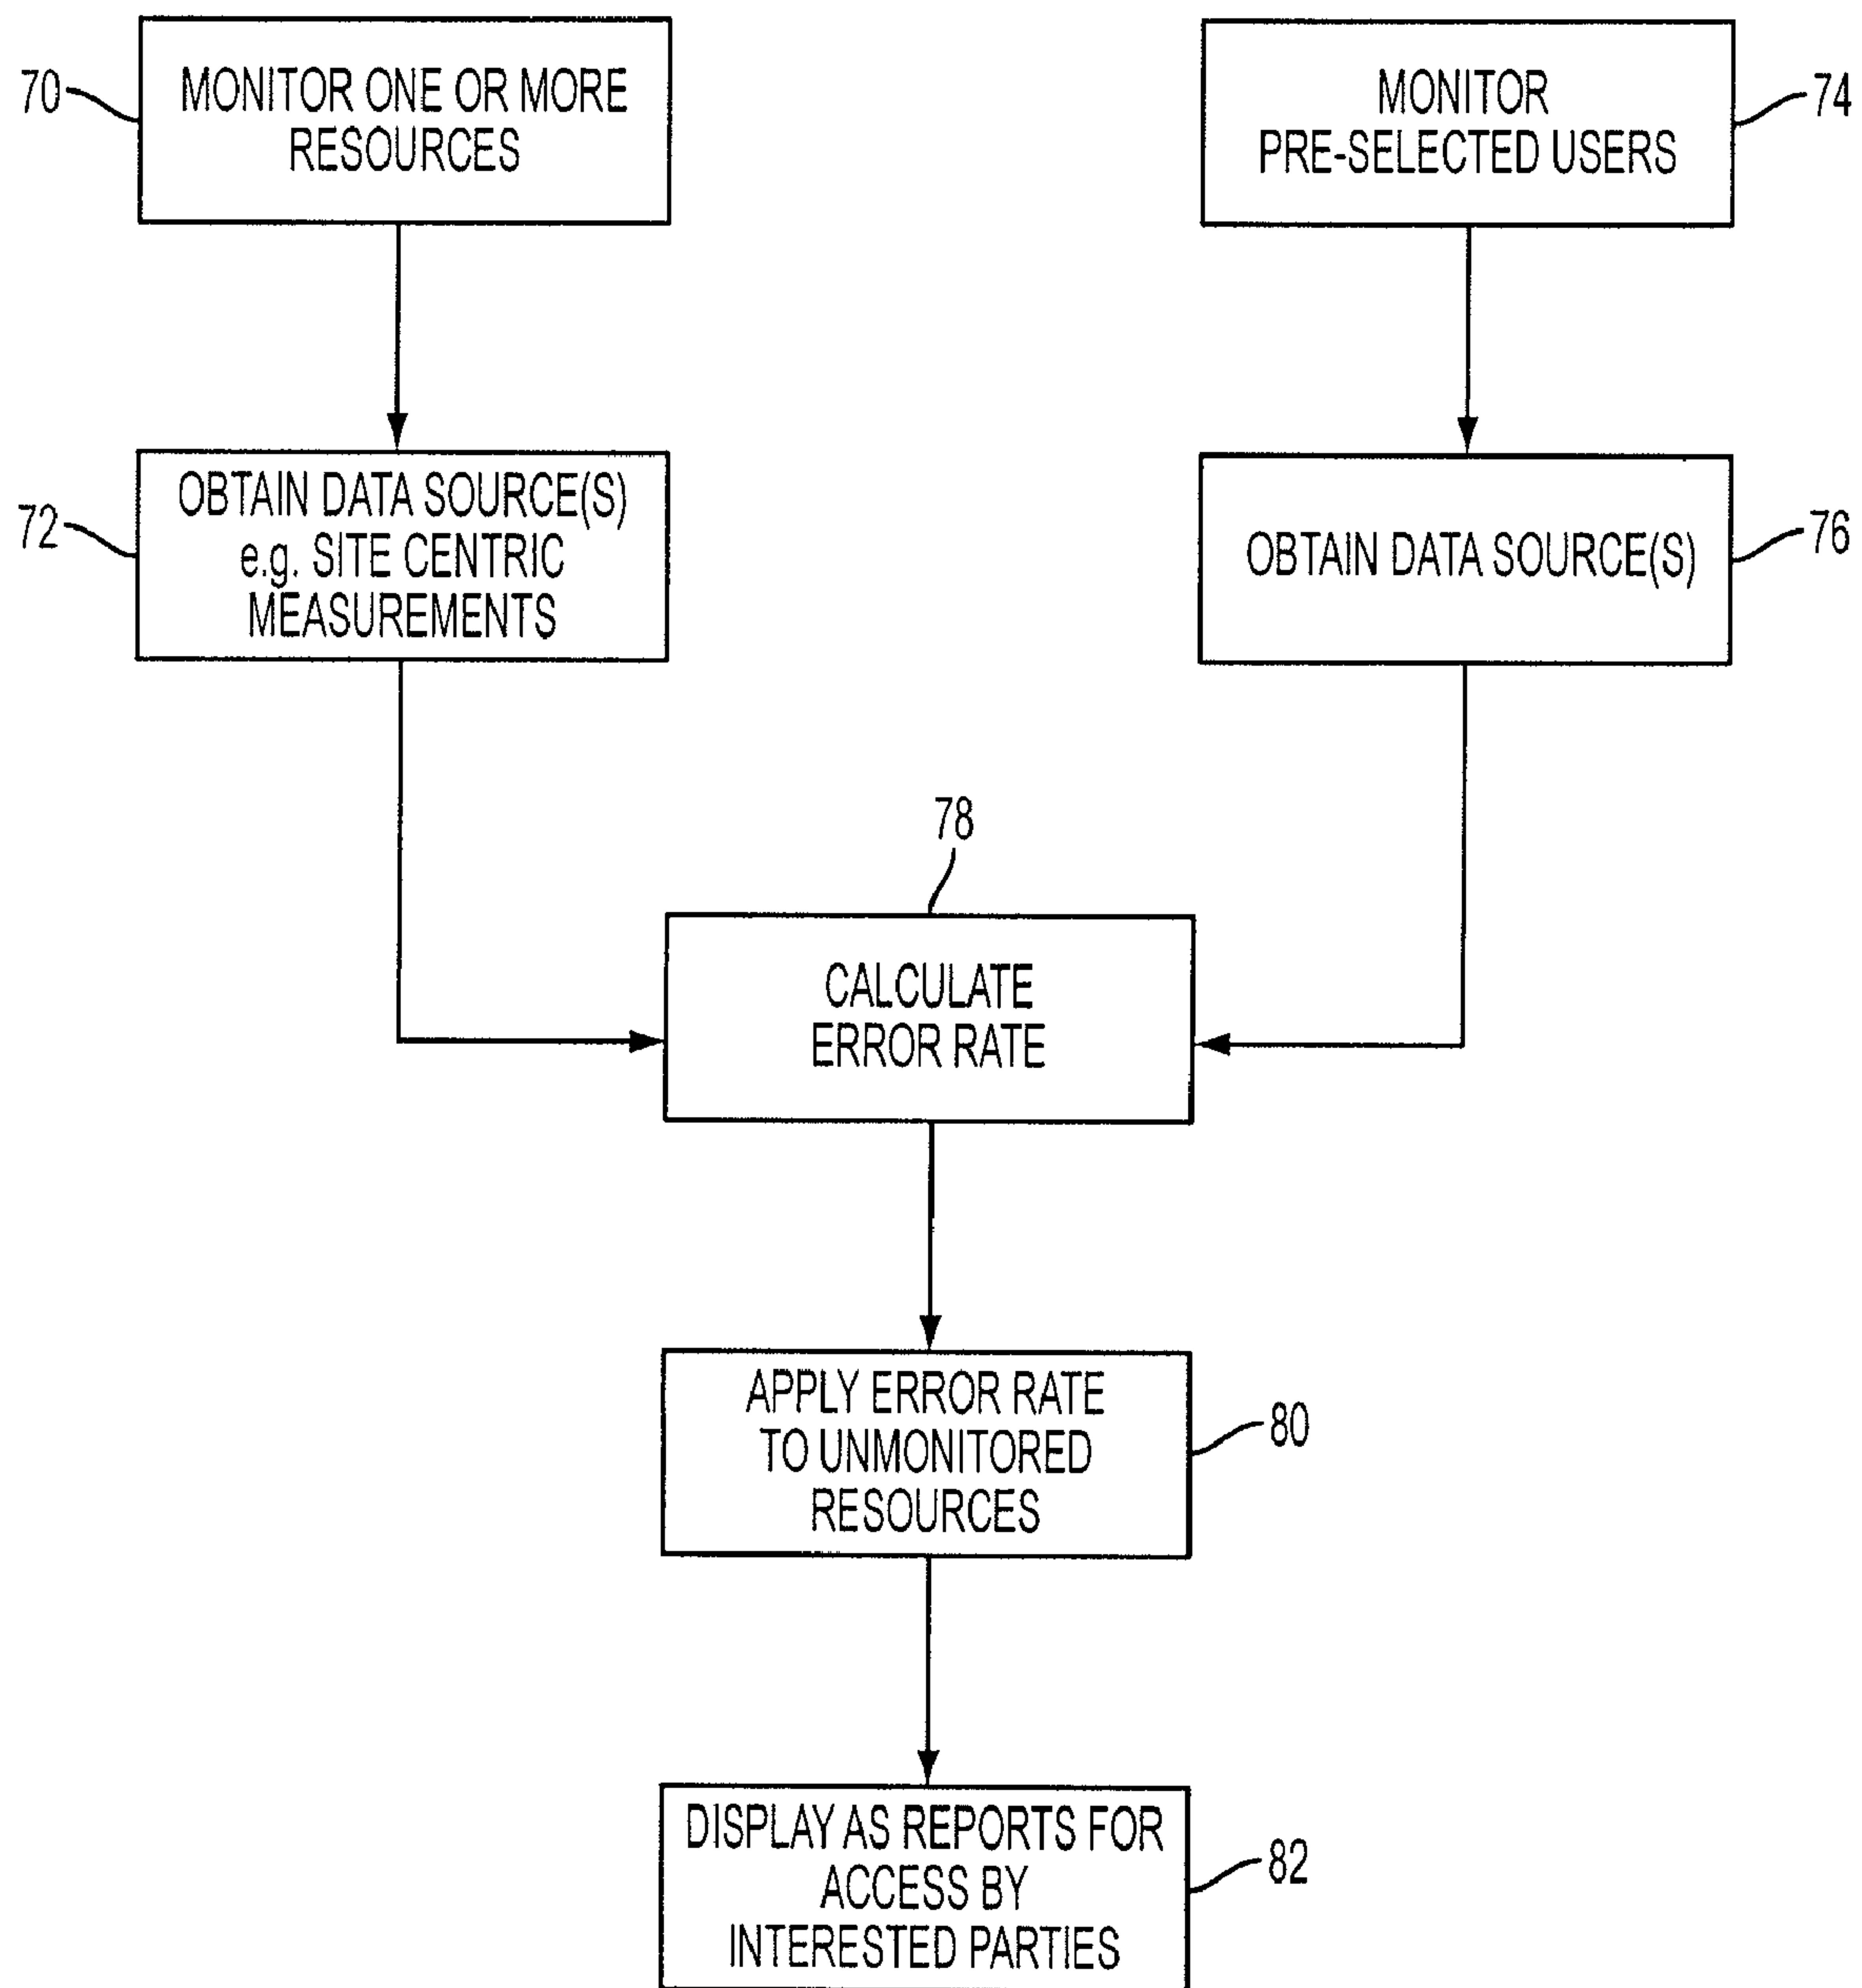 70
MONITOR ONE OR MORE
RESOURCES
MONITOR
PRE-SELECTED USERS
74
72
OBTAIN DATA SOURCE(S)
e.g. SITE CENTRIC
MEASUREMENTS
OBTAIN DATA SOURCE(S)
76
78
CALCULATE
ERROR RATE
APPLY ERROR RATE
TO UNMONITORED
RESOURCES
80
DISPLAY AS REPORTS FOR
ACCESS BY
INTERESTED PARTIES
82